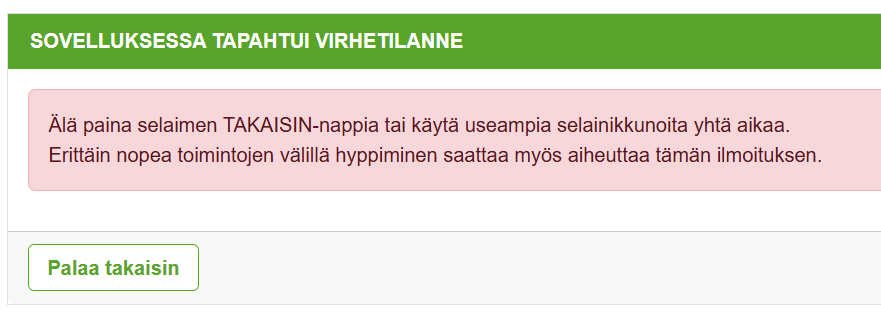 SOVELLUKSESSA TAPAHTUI VIRHETILANNE
Älä paina selaimen TAKAISIN-nappia tai käytä useampia selainikkunoita yhtä aikaa.
Erittäin nopea toimintojen välillä hyppiminen saattaa myös aiheuttaa tämän ilmoituksen.
Palaa takaisin